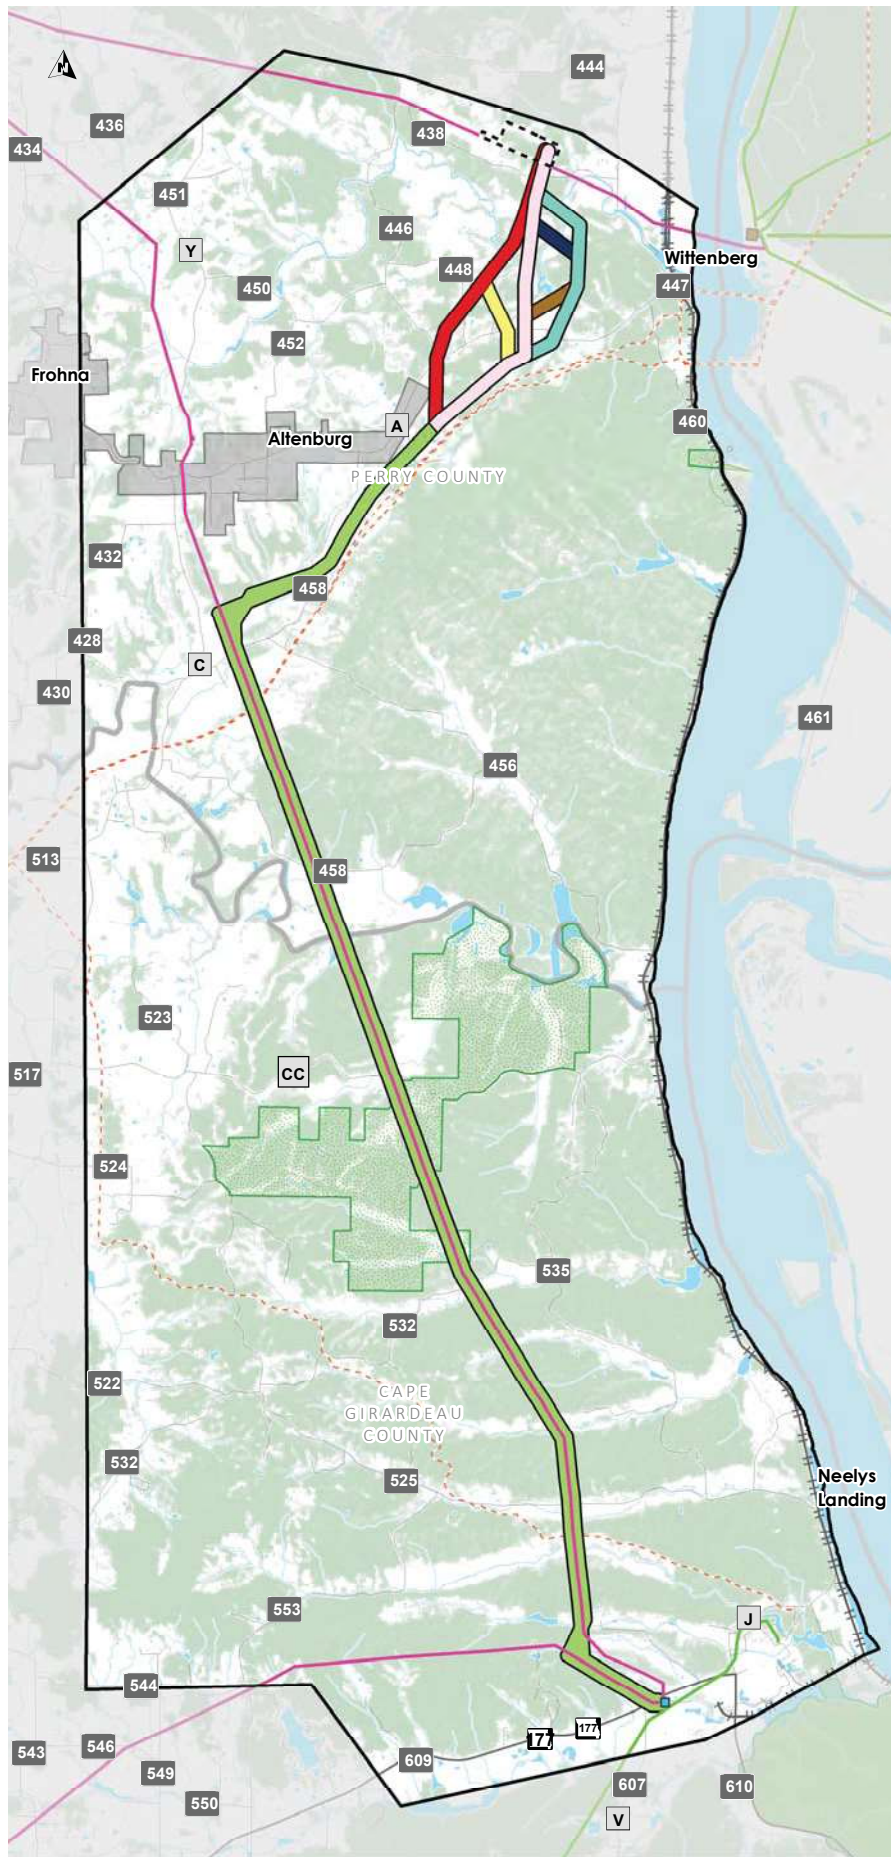 N
444
436
438
434
451
446
Y
Wittenberg
448
450
447
452
Frohna
460
A
Altenburg
PERRY COUNTY
432
458
428
C
430
461
456
513
458
523
CC
517
524
535
532
522
CAPE
GIRARDEAU
COUNTY
532
525
Neelys
Landing
553
J
544
177
177
543
546
609
549
607
610
550
V